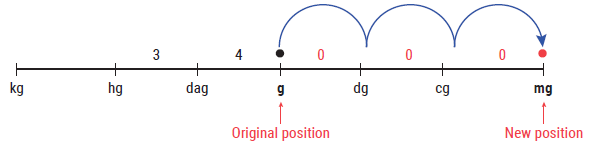 3 4 0 0 0
kg hg dag g dg cg mg
Original position New position